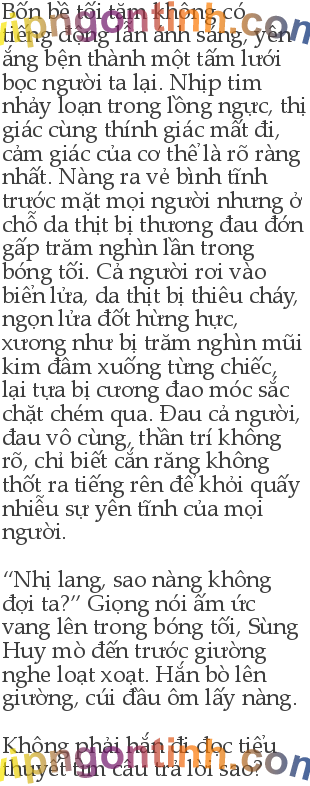 Bốn bề tối tăm không có
tiếng động lẫn ánh sáng, yên
ắng bện thành một tấm lưới
bọc người ta lại. Nhịp tim
nhảy loạn trong lồng ngực, thị
giác cùng thính giác mất đi,
cảm giác của cơ thể là rõ ràng
nhất. Nàng ra vẻ bình tĩnh
trước mặt mọi người nhưng ở
chỗ da thịt bị thương đau đớn
gấp trăm nghìn lần trong
bóng tối. Cả người rơi vào
biển lửa, da thịt bị thiêu cháy,
ngọn lửa đốt hừng hực,
xương như bị trăm nghìn mũi
kim đâm xuống từng chiếc,
lại tựa bị cương đao móc sắc
chặt chém qua. Đau cả người,
đau vô cùng, thần trí không
rõ, chỉ biết cắn răng không
thốt ra tiếng rên để khỏi quấy
nhiễu sự yên tĩnh của mọi
người.

“Nhị lang, sao nàng không
đợi ta?” Giọng nói ấm ức
vang lên trong bóng tối, Sùng
Huy mò đến trước giường
nghe loạt xoạt. Hắn bò lên
giường, cúi đầu ôm lấy nàng.

Không phải hắn đi đọc tiểu
thuyết tìm câu trả lời sao?
vipngontinh.com
vipngontinh.com